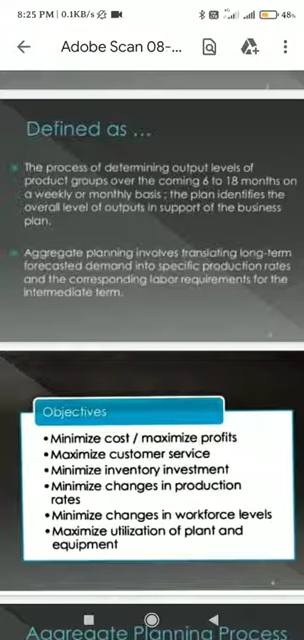 8:25 PM | 0.1KB/s
4G
48%
Adobe Scan 08-...
Defined as ...
The process of determining output levels of
product groups over the coming 6 to 18 months on
a weekly or monthly basis ; the plan identifies the
overall level of outputs in support of the business
plan.
Aggregate planning involves translating long-term
forecasted demand into specific production rates
and the corresponding labor requirements for the
intermediate term.
Objectives
• Minimize cost / maximize profits
• Maximize customer service
• Minimize inventory investment
• Minimize changes in production
rates
• Minimize changes in workforce levels
• Maximize utilization of plant and
equipment
Aggregate Planning Process